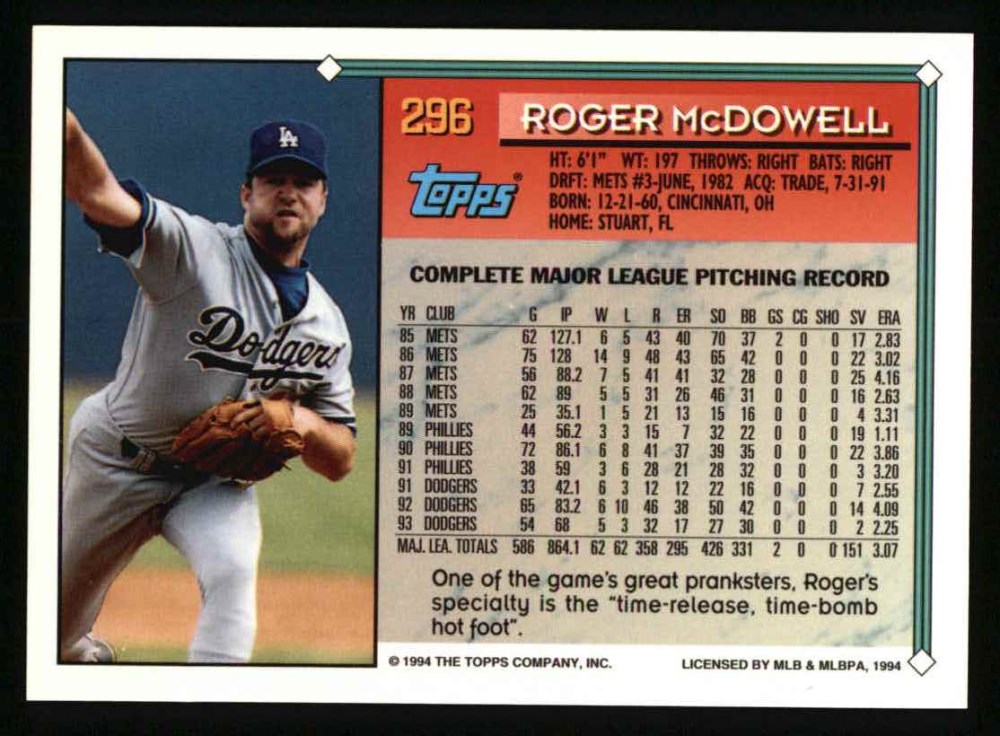 296 ROGER McDOWELL
HT: 6'1" WT: 197 THROWS: RIGHT BATS: RIGHT
TOPPS®
DRFT: METS #3-JUNE, 1982 ACQ: TRADE, 7-31-91
BORN: 12-21-60, CINCINNATI, OH
HOME: STUART, FL
LA
Dodgers
COMPLETE MAJOR LEAGUE PITCHING RECORD
YR CLUB G IP W L R ER SO BB GS CG SHO SV ERA
85 METS 62 127.1 6 5 43 40 70 37 2 0 0 17 2.83
86 METS 75 128 14 9 48 43 65 42 0 0 0 22 3.02
87 METS 56 88.2 7 5 41 41 32 28 0 0 0 25 4.16
88 METS 62 89 5 5 31 26 46 31 0 0 0 16 2.63
89 METS 25 35.1 1 5 21 13 15 16 0 0 0 4 3.31
89 PHILLIES 44 56.2 3 3 15 7 32 22 0 0 0 19 1.11
90 PHILLIES 72 86.1 6 8 41 37 39 35 0 0 0 22 3.86
91 PHILLIES 38 59 3 6 28 21 28 32 0 0 0 3 3.20
91 DODGERS 33 42.1 6 3 12 12 22 16 0 0 0 7 2.55
92 DODGERS 65 83.2 6 10 46 38 50 42 0 0 0 14 4.09
93 DODGERS 54 68 5 3 32 17 27 30 0 0 0 2 2.25
MAJ. LEA. TOTALS 586 864.1 62 62 358 295 426 331 2 0 0 151 3.07
One of the game's great pranksters, Roger's
specialty is the "time-release, time-bomb
hot foot".
© 1994 THE TOPPS COMPANY, INC. LICENSED BY MLB & MLBPA, 1994